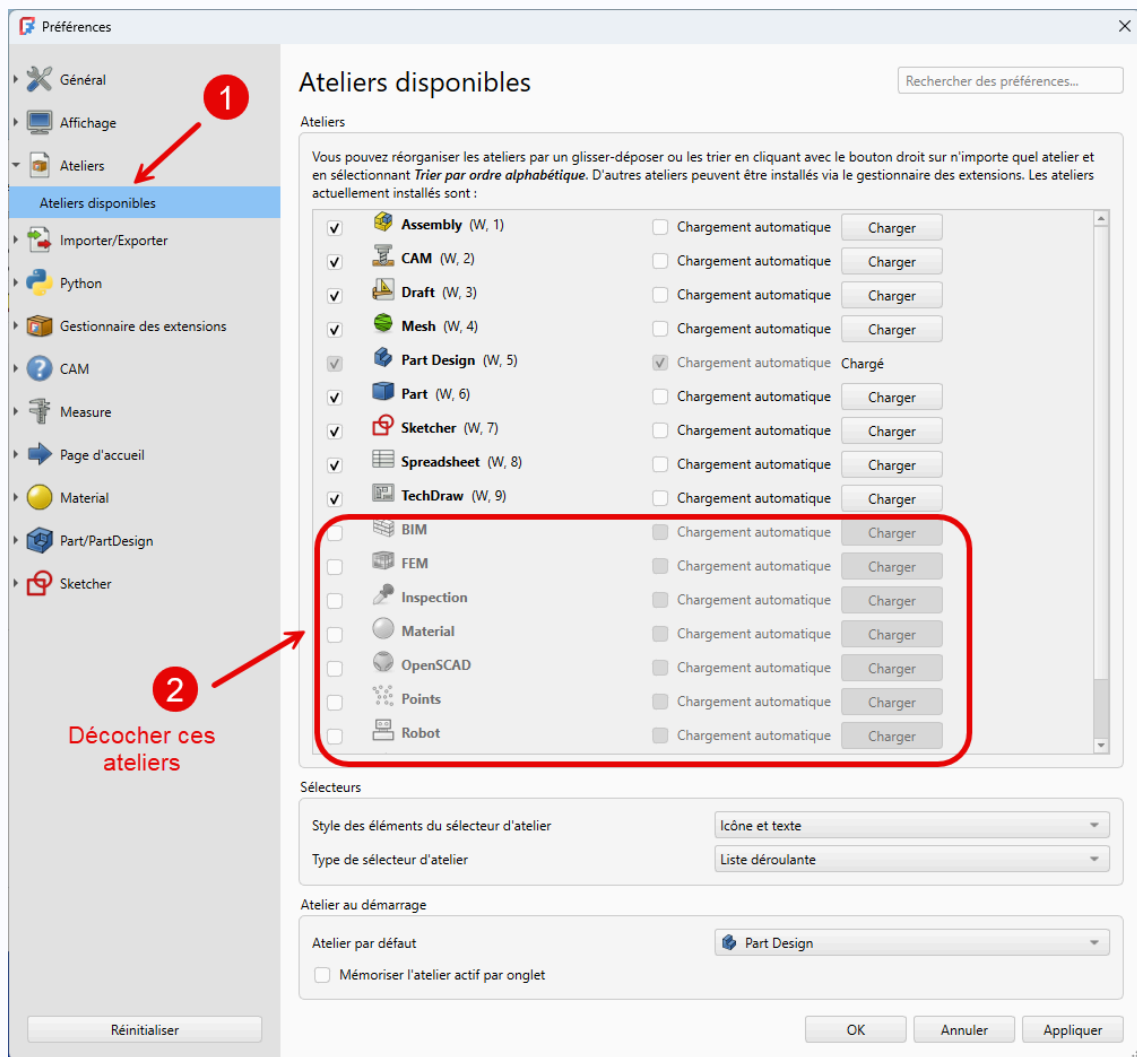 Préférences
Général
Affichage
Ateliers
Ateliers disponibles
Importer/Exporter
Python
Gestionnaire des extensions
CAM
Measure
Page d'accueil
Material
Part/PartDesign
Sketcher
1
2
Décocher ces
ateliers
Réinitialiser
Ateliers disponibles
Rechercher des préférences...
Ateliers
Vous pouvez réorganiser les ateliers par un glisser-déposer ou les trier en cliquant avec le bouton droit sur n'importe quel atelier et
en sélectionnant Trier par ordre alphabétique. D'autres ateliers peuvent être installés via le gestionnaire des extensions. Les ateliers
actuellement installés sont :
Assembly (W, 1) Chargement automatique Charger
CAM (W, 2) Chargement automatique Charger
Draft (W, 3) Chargement automatique Charger
Mesh (W, 4) Chargement automatique Charger
Part Design (W, 5) Chargement automatique Chargé
Part (W, 6) Chargement automatique Charger
Sketcher (W, 7) Chargement automatique Charger
Spreadsheet (W, 8) Chargement automatique Charger
TechDraw (W, 9) Chargement automatique Charger
BIM Chargement automatique Charger
FEM Chargement automatique Charger
Inspection Chargement automatique Charger
Material Chargement automatique Charger
OpenSCAD Chargement automatique Charger
Points Chargement automatique Charger
Robot Chargement automatique Charger
Sélecteurs
Style des éléments du sélecteur d'atelier Icône et texte
Type de sélecteur d'atelier Liste déroulante
Atelier au démarrage
Atelier par défaut Part Design
Mémoriser l'atelier actif par onglet
OK Annuler Appliquer